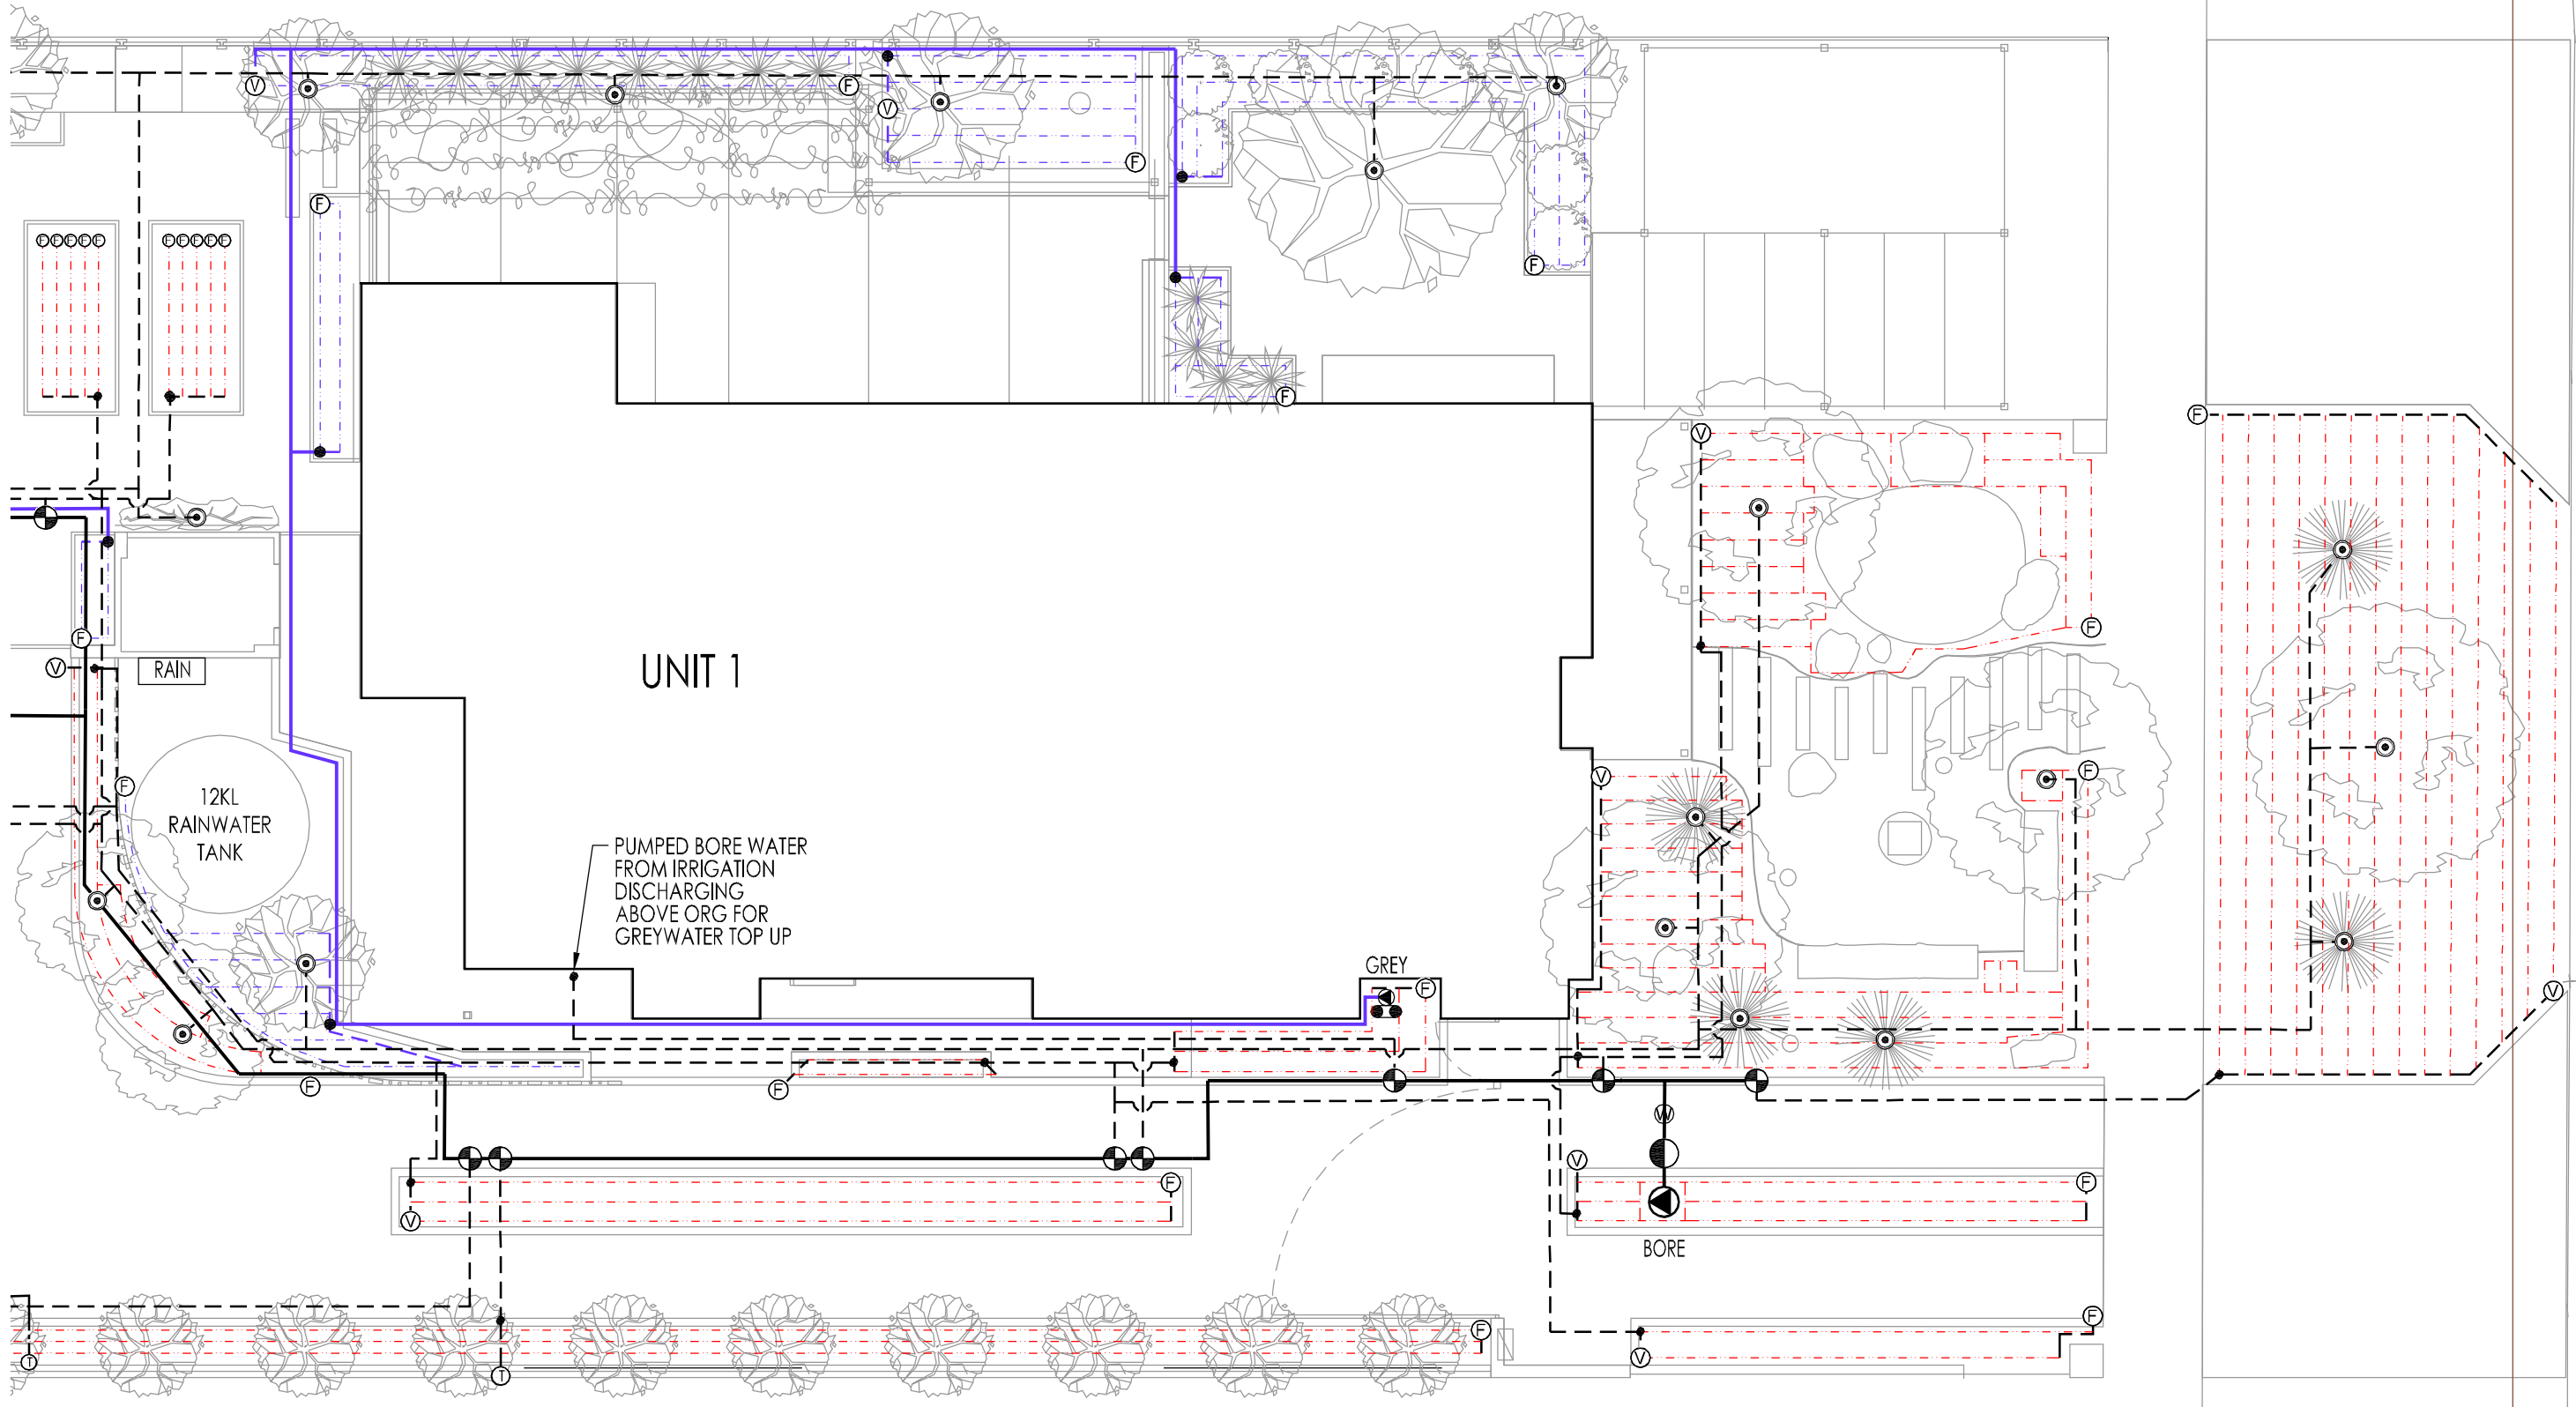 V
F
V
F
F
F
F
F F F F F
F F F F F
F
V
F
F
V
F
UNIT 1
F
V
RAIN
V
F
F
12KL
RAINWATER
TANK
PUMPED BORE WATER
FROM IRRIGATION
DISCHARGING
ABOVE ORG FOR
GREYWATER TOP UP
GREY
F
V
F
F
W
V
F
F
V
BORE
F
F
V
T
T